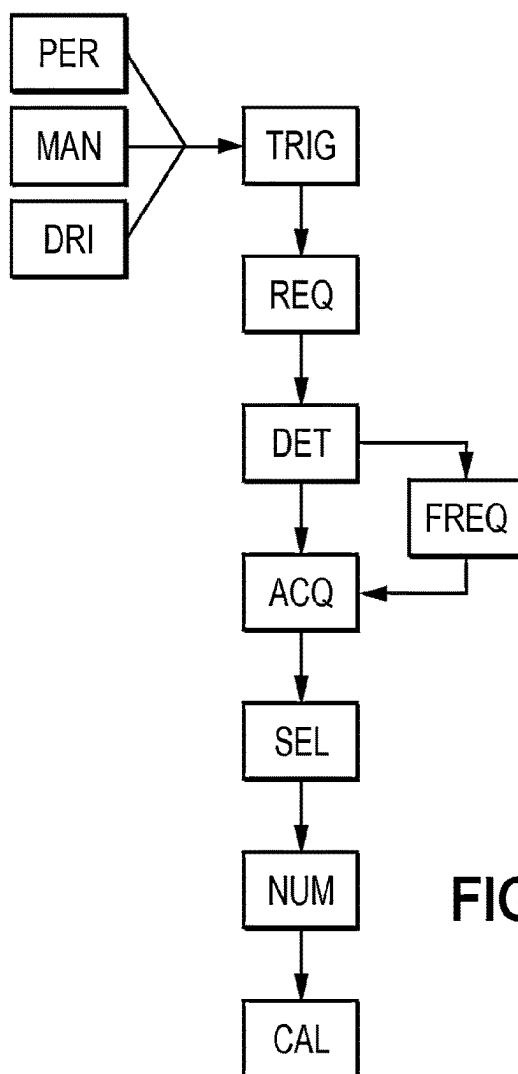 PER
MAN
DRI
TRIG
REQ
DET
FREQ
ACQ
SEL
NUM
CAL